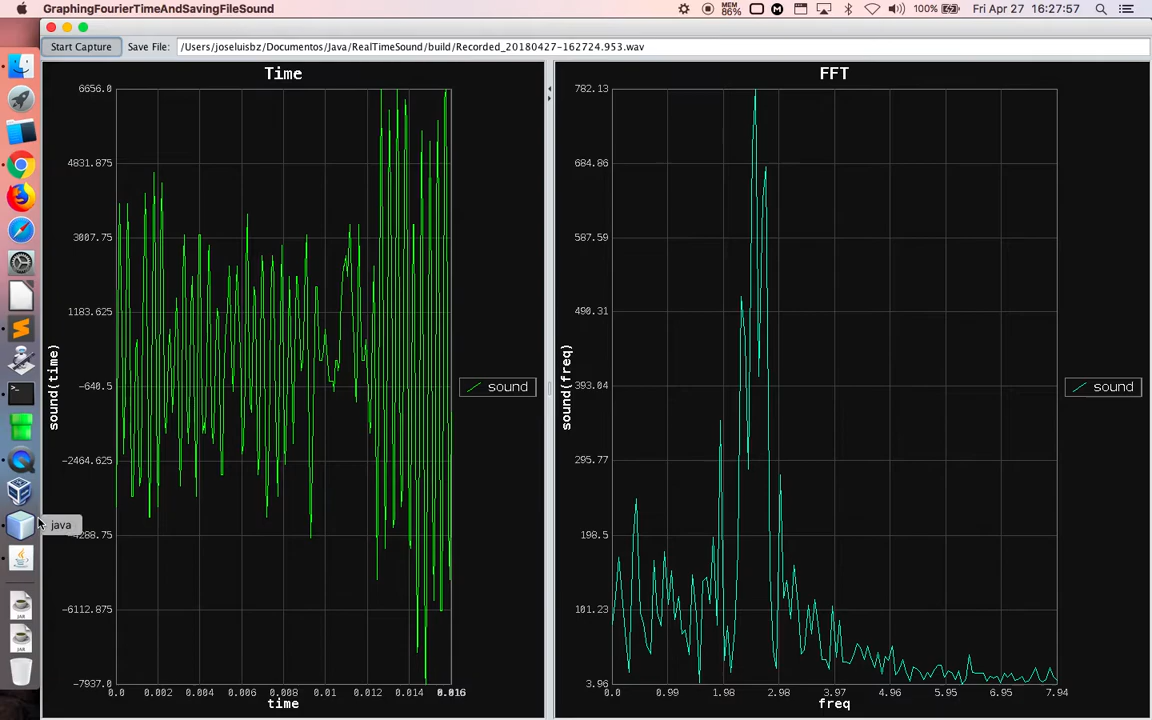 GraphingFourierTimeAndSavingFileSound
MEM
86%
100%
Fri Apr 27 16:27:57
Start Capture
Save File:
/Users/joseluisbz/Documentos/Java/RealTimeSound/build/Recorded_20180427-162724.953.wav
Time
6656.0
4831.875
3007.75
1183.625
-640.5
-2464.625
-4288.75
-6112.875
-7937.0
sound(time)
0.0 0.002 0.004 0.006 0.008 0.01 0.012 0.014 0.016
time
sound
FFT
782.13
684.86
587.59
490.31
393.04
295.77
198.5
101.23
3.96
sound(freq)
0.0 0.99 1.98 2.98 3.97 4.96 5.95 6.95 7.94
freq
sound
java
JAR
JAR